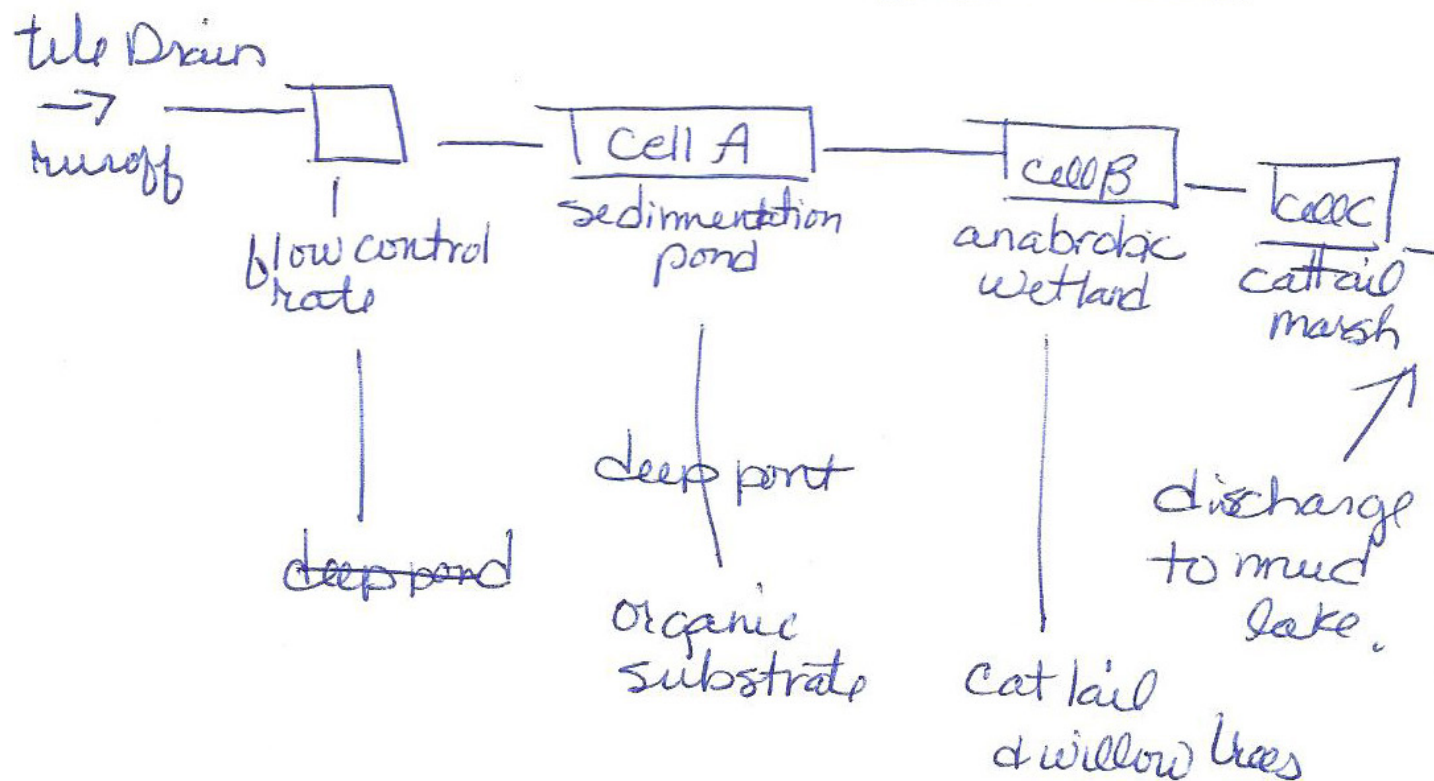 tile Drain
runoff
flow control
rate
deep pond
cell A
sedimnentation
pond
deep pont
organic
substrate
cell B
anabrobic
wetland
cat tail
& willow trees
cell C
cattail
marsh
discharge
to mud
lake.